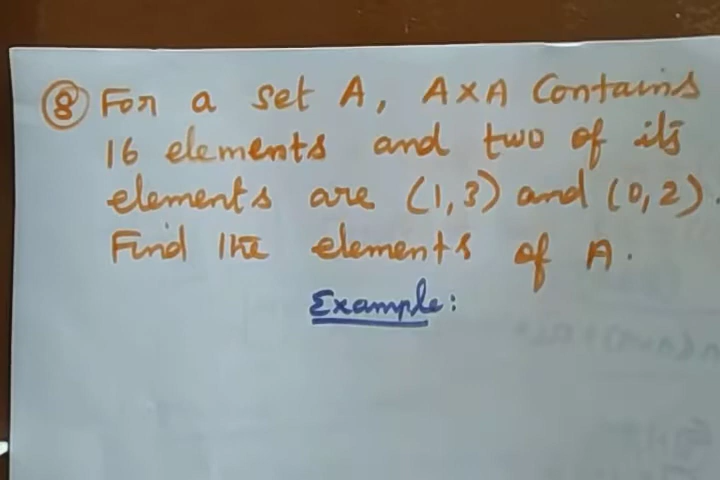 ⑧ For a set A, A×A Contains
16 elements and two of its
elements are (1,3) and (0,2).
Find the elements of A.
Example: